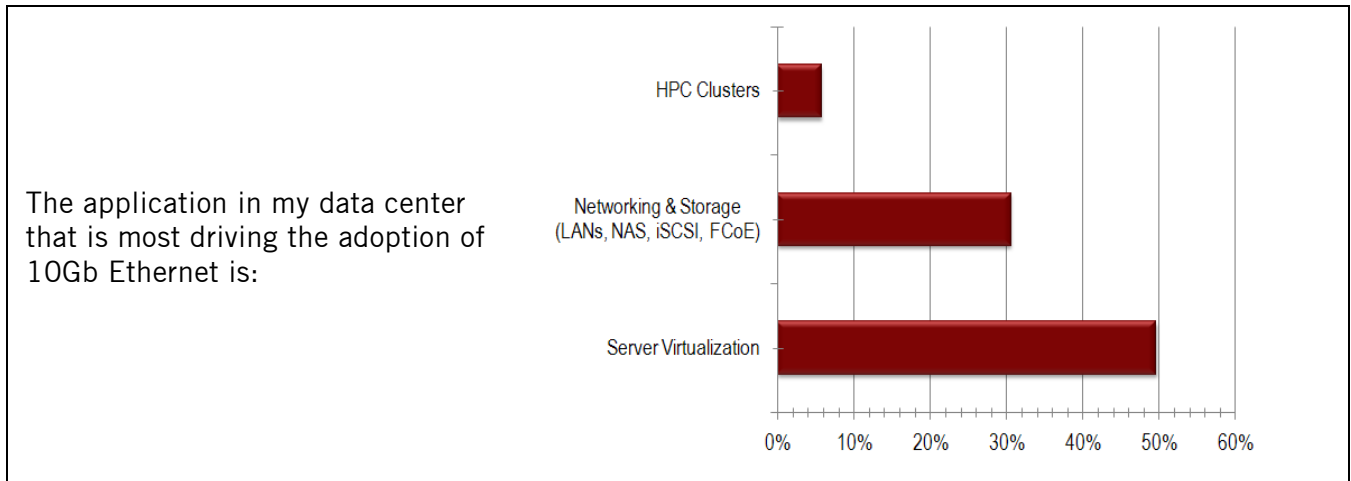 The application in my data center
that is most driving the adoption of
10Gb Ethernet is:
HPC Clusters
Networking & Storage
(LANs, NAS, iSCSI, FCoE)
Server Virtualization
0% 10% 20% 30% 40% 50% 60%